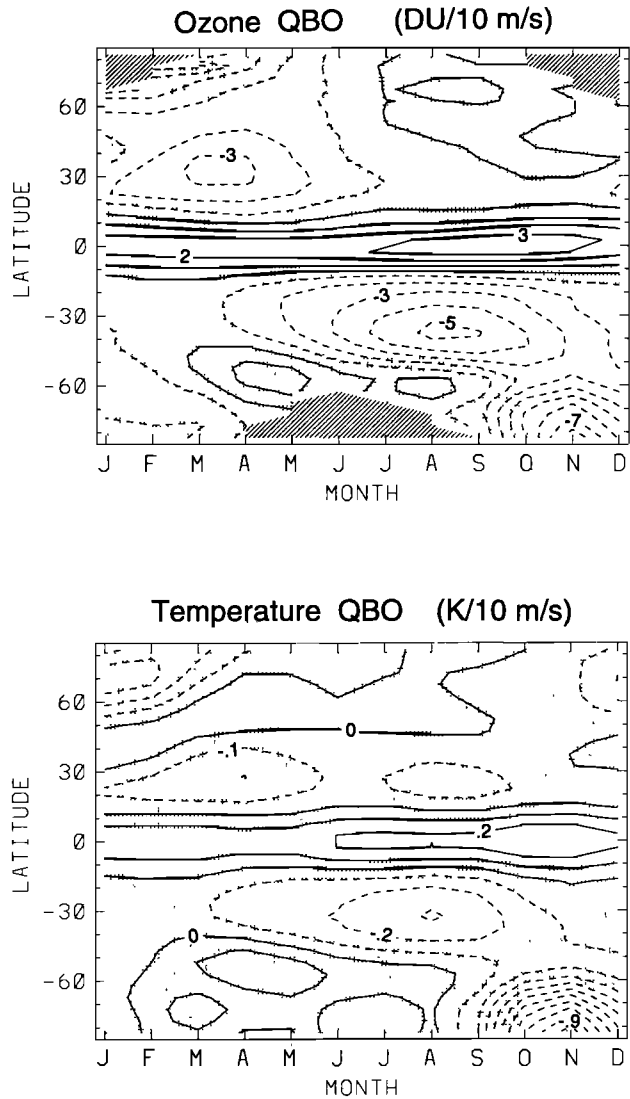 Ozone QBO (DU/10 m/s)
LATITUDE
60
30
0
-30
-60
-3
3
2
-3
-5
-7
J F M A M J J A S O N D
MONTH
Temperature QBO (K/10 m/s)
LATITUDE
60
30
0
-30
-60
0
-.1
.2
-.2
0
-.9
J F M A M J J A S O N D
MONTH